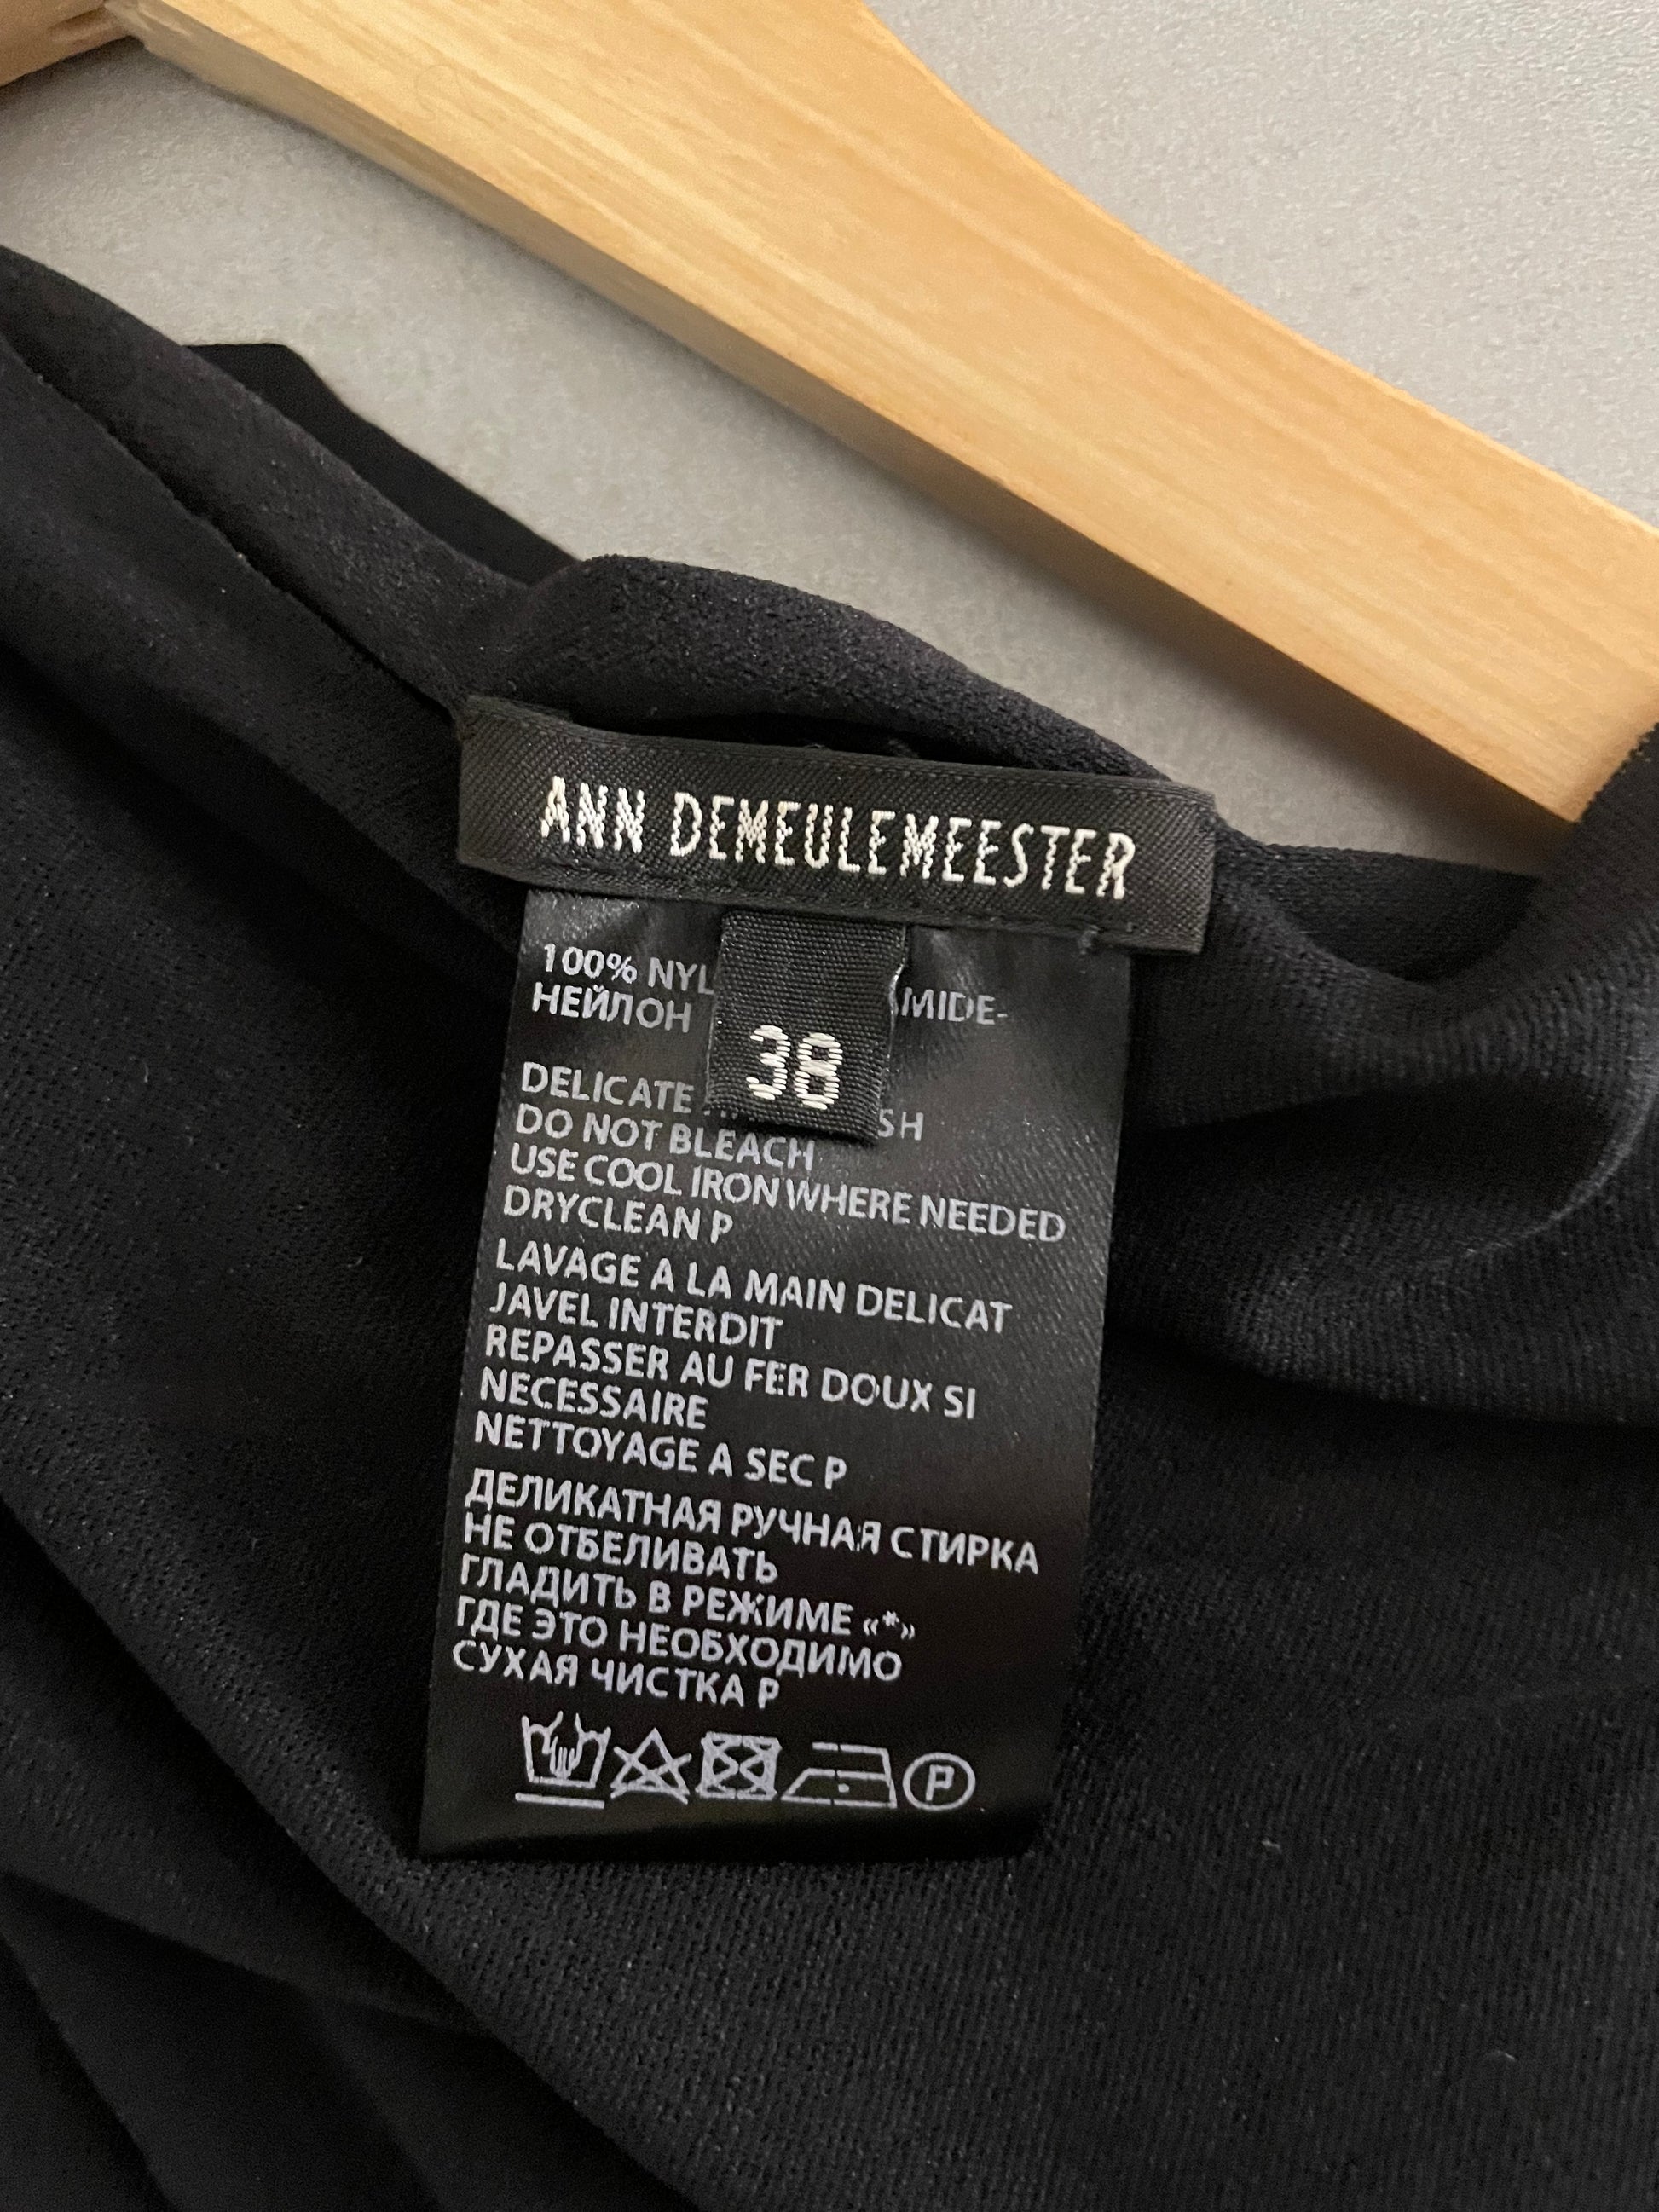 ANN DEMEULEMEESTER
38
100% NYL MIDE-
НЕЙЛОН
DELICATE SH
DO NOT BLEACH
USE COOL IRON WHERE NEEDED
DRYCLEAN P
LAVAGE A LA MAIN DELICAT
JAVEL INTERDIT
REPASSER AU FER DOUX SI
NECESSAIRE
NETTOYAGE A SEC P
ДЕЛИКАТНАЯ РУЧНАЯ СТИРКА
НЕ ОТБЕЛИВАТЬ
ГЛАДИТЬ В РЕЖИМЕ «*»
ГДЕ ЭТО НЕОБХОДИМО
СУХАЯ ЧИСТКА Р
P